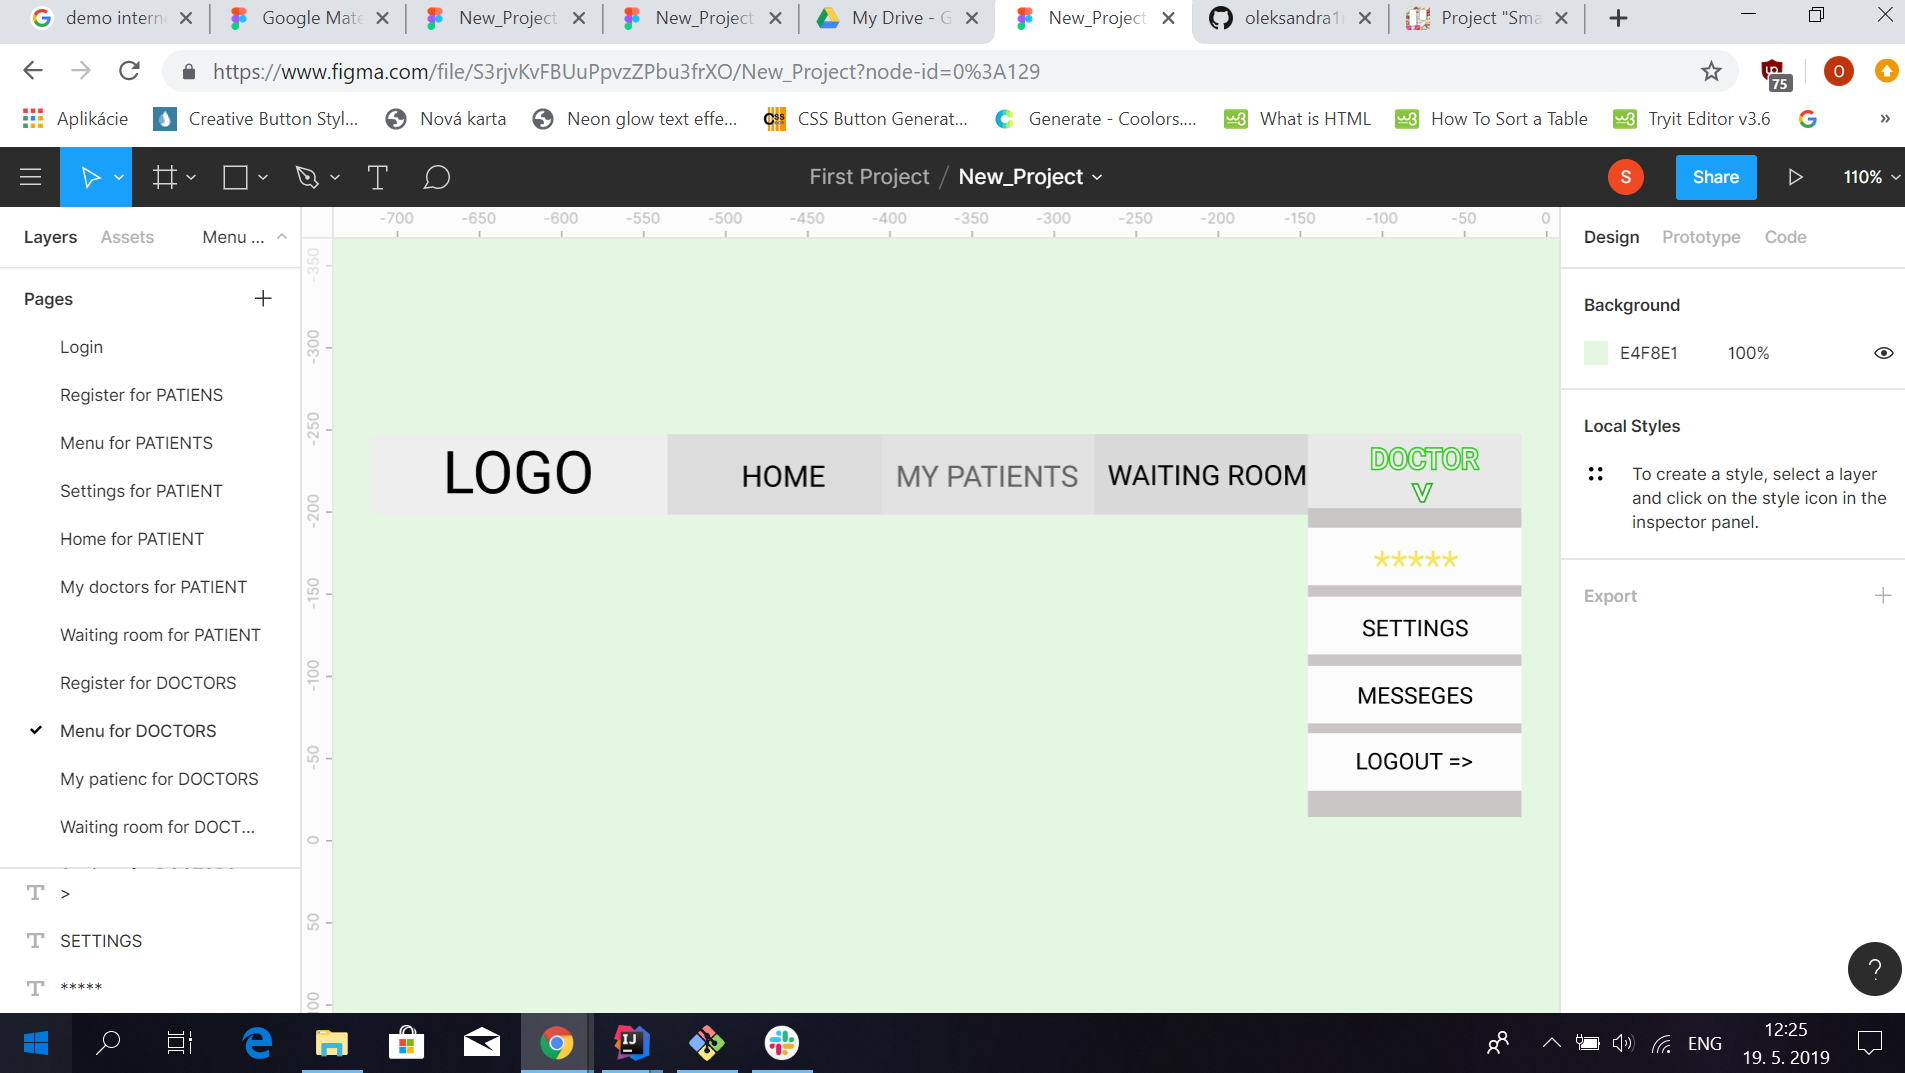 demo intern
Google Mate
New_Project
New_Project
My Drive - G
New_Project
oleksandra1
Project "Sma
https://www.figma.com/file/S3rjvKvFBUuPpvzZPbu3frXO/New_Project?node-id=0%3A129
75
O
Aplikácie
Creative Button Styl...
Nová karta
Neon glow text effe...
CSS Button Generat...
Generate - Coolors....
What is HTML
How To Sort a Table
Tryit Editor v3.6
»
First Project / New_Project
S
Share
110%
Layers
Assets
Menu ...
Pages
Login
Register for PATIENS
Menu for PATIENTS
Settings for PATIENT
Home for PATIENT
My doctors for PATIENT
Waiting room for PATIENT
Register for DOCTORS
Menu for DOCTORS
My patienc for DOCTORS
Waiting room for DOCT...
>
SETTINGS
*****
-700 -650 -600 -550 -500 -450 -400 -350 -300 -250 -200 -150 -100 -50 0
-350
-300
-250
-200
-150
-100
-50
0
50
LOGO
HOME
MY PATIENTS
WAITING ROOM
DOCTOR
V
*****
SETTINGS
MESSEGES
LOGOUT =>
Design
Prototype
Code
Background
E4F8E1
100%
Local Styles
To create a style, select a layer
and click on the style icon in the
inspector panel.
Export
?
ENG
12:25
19. 5. 2019